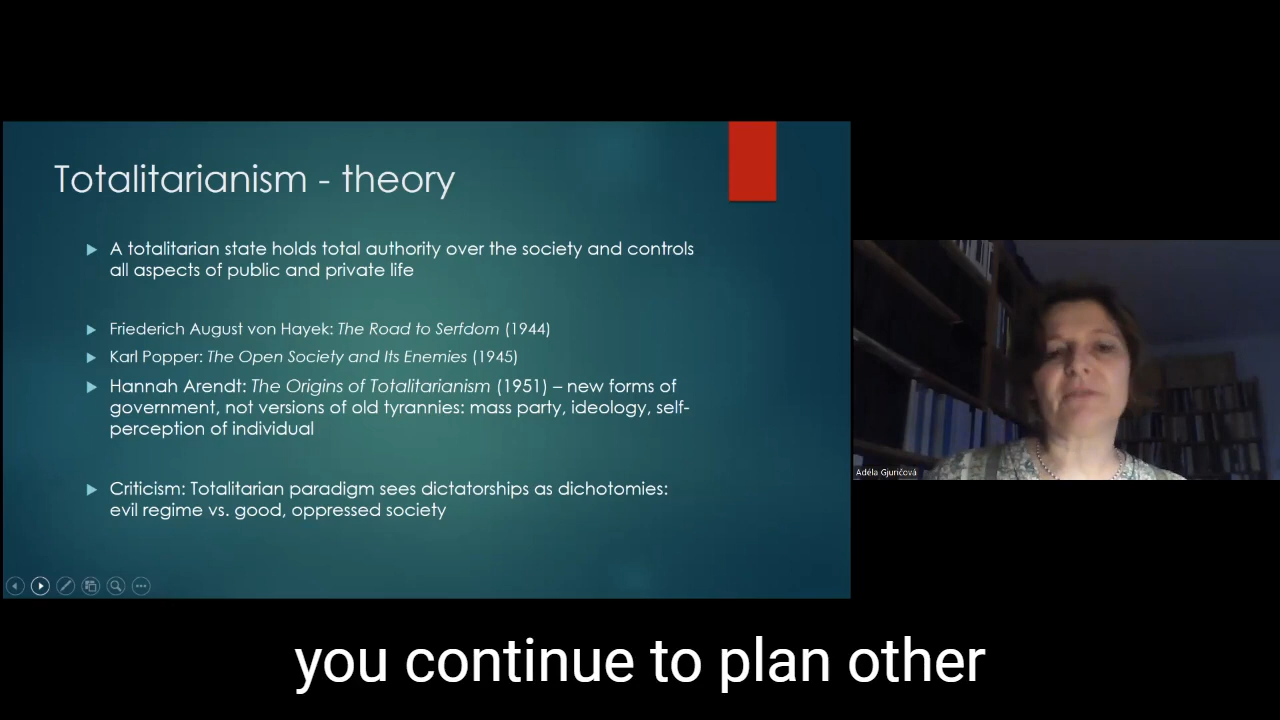 Totalitarianism - theory
A totalitarian state holds total authority over the society and controls
all aspects of public and private life
Friederich August von Hayek: The Road to Serfdom (1944)
Karl Popper: The Open Society and Its Enemies (1945)
Hannah Arendt: The Origins of Totalitarianism (1951) – new forms of
government, not versions of old tyrannies: mass party, ideology, self-
perception of individual
Criticism: Totalitarian paradigm sees dictatorships as dichotomies:
evil regime vs. good, oppressed society
Adéla Gjuričová
you continue to plan other